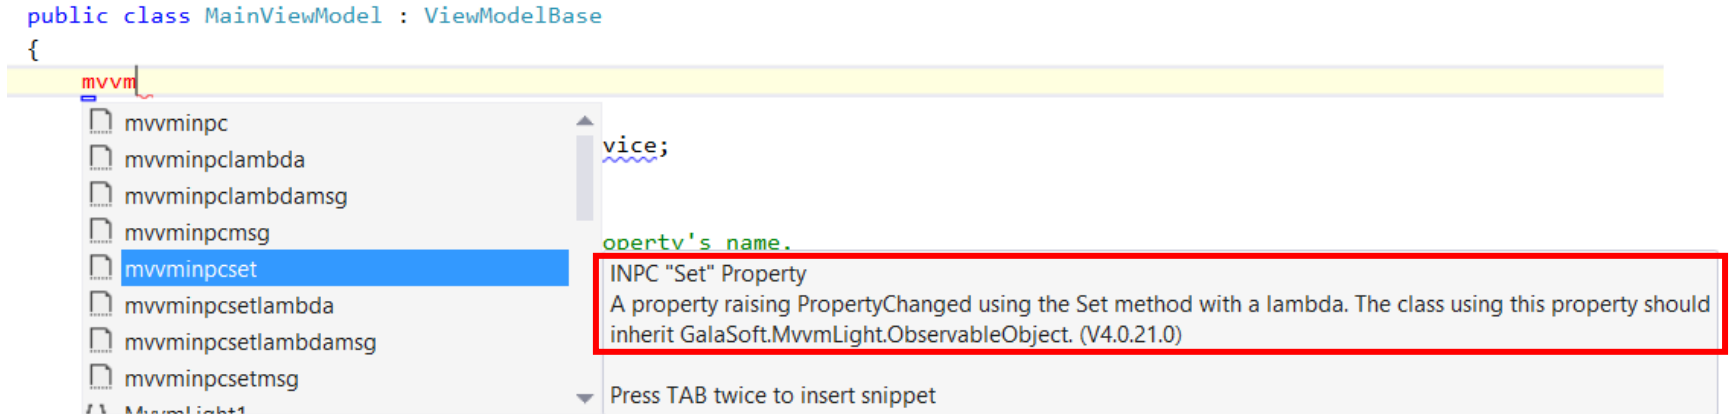 public class MainViewModel : ViewModelBase
{
mvvm
mvvminpc
mvvminpclambda
vice;
mvvminpclambdamsg
mvvminpcmsg
operty's name.
mvvminpcset
INPC "Set" Property
A property raising PropertyChanged using the Set method with a lambda. The class using this property should
inherit GalaSoft.MvvmLight.ObservableObject. (V4.0.21.0)
mvvminpcsetlambda
mvvminpcsetlambdamsg
mvvminpcsetmsg
Press TAB twice to insert snippet
{} MvvmLight1